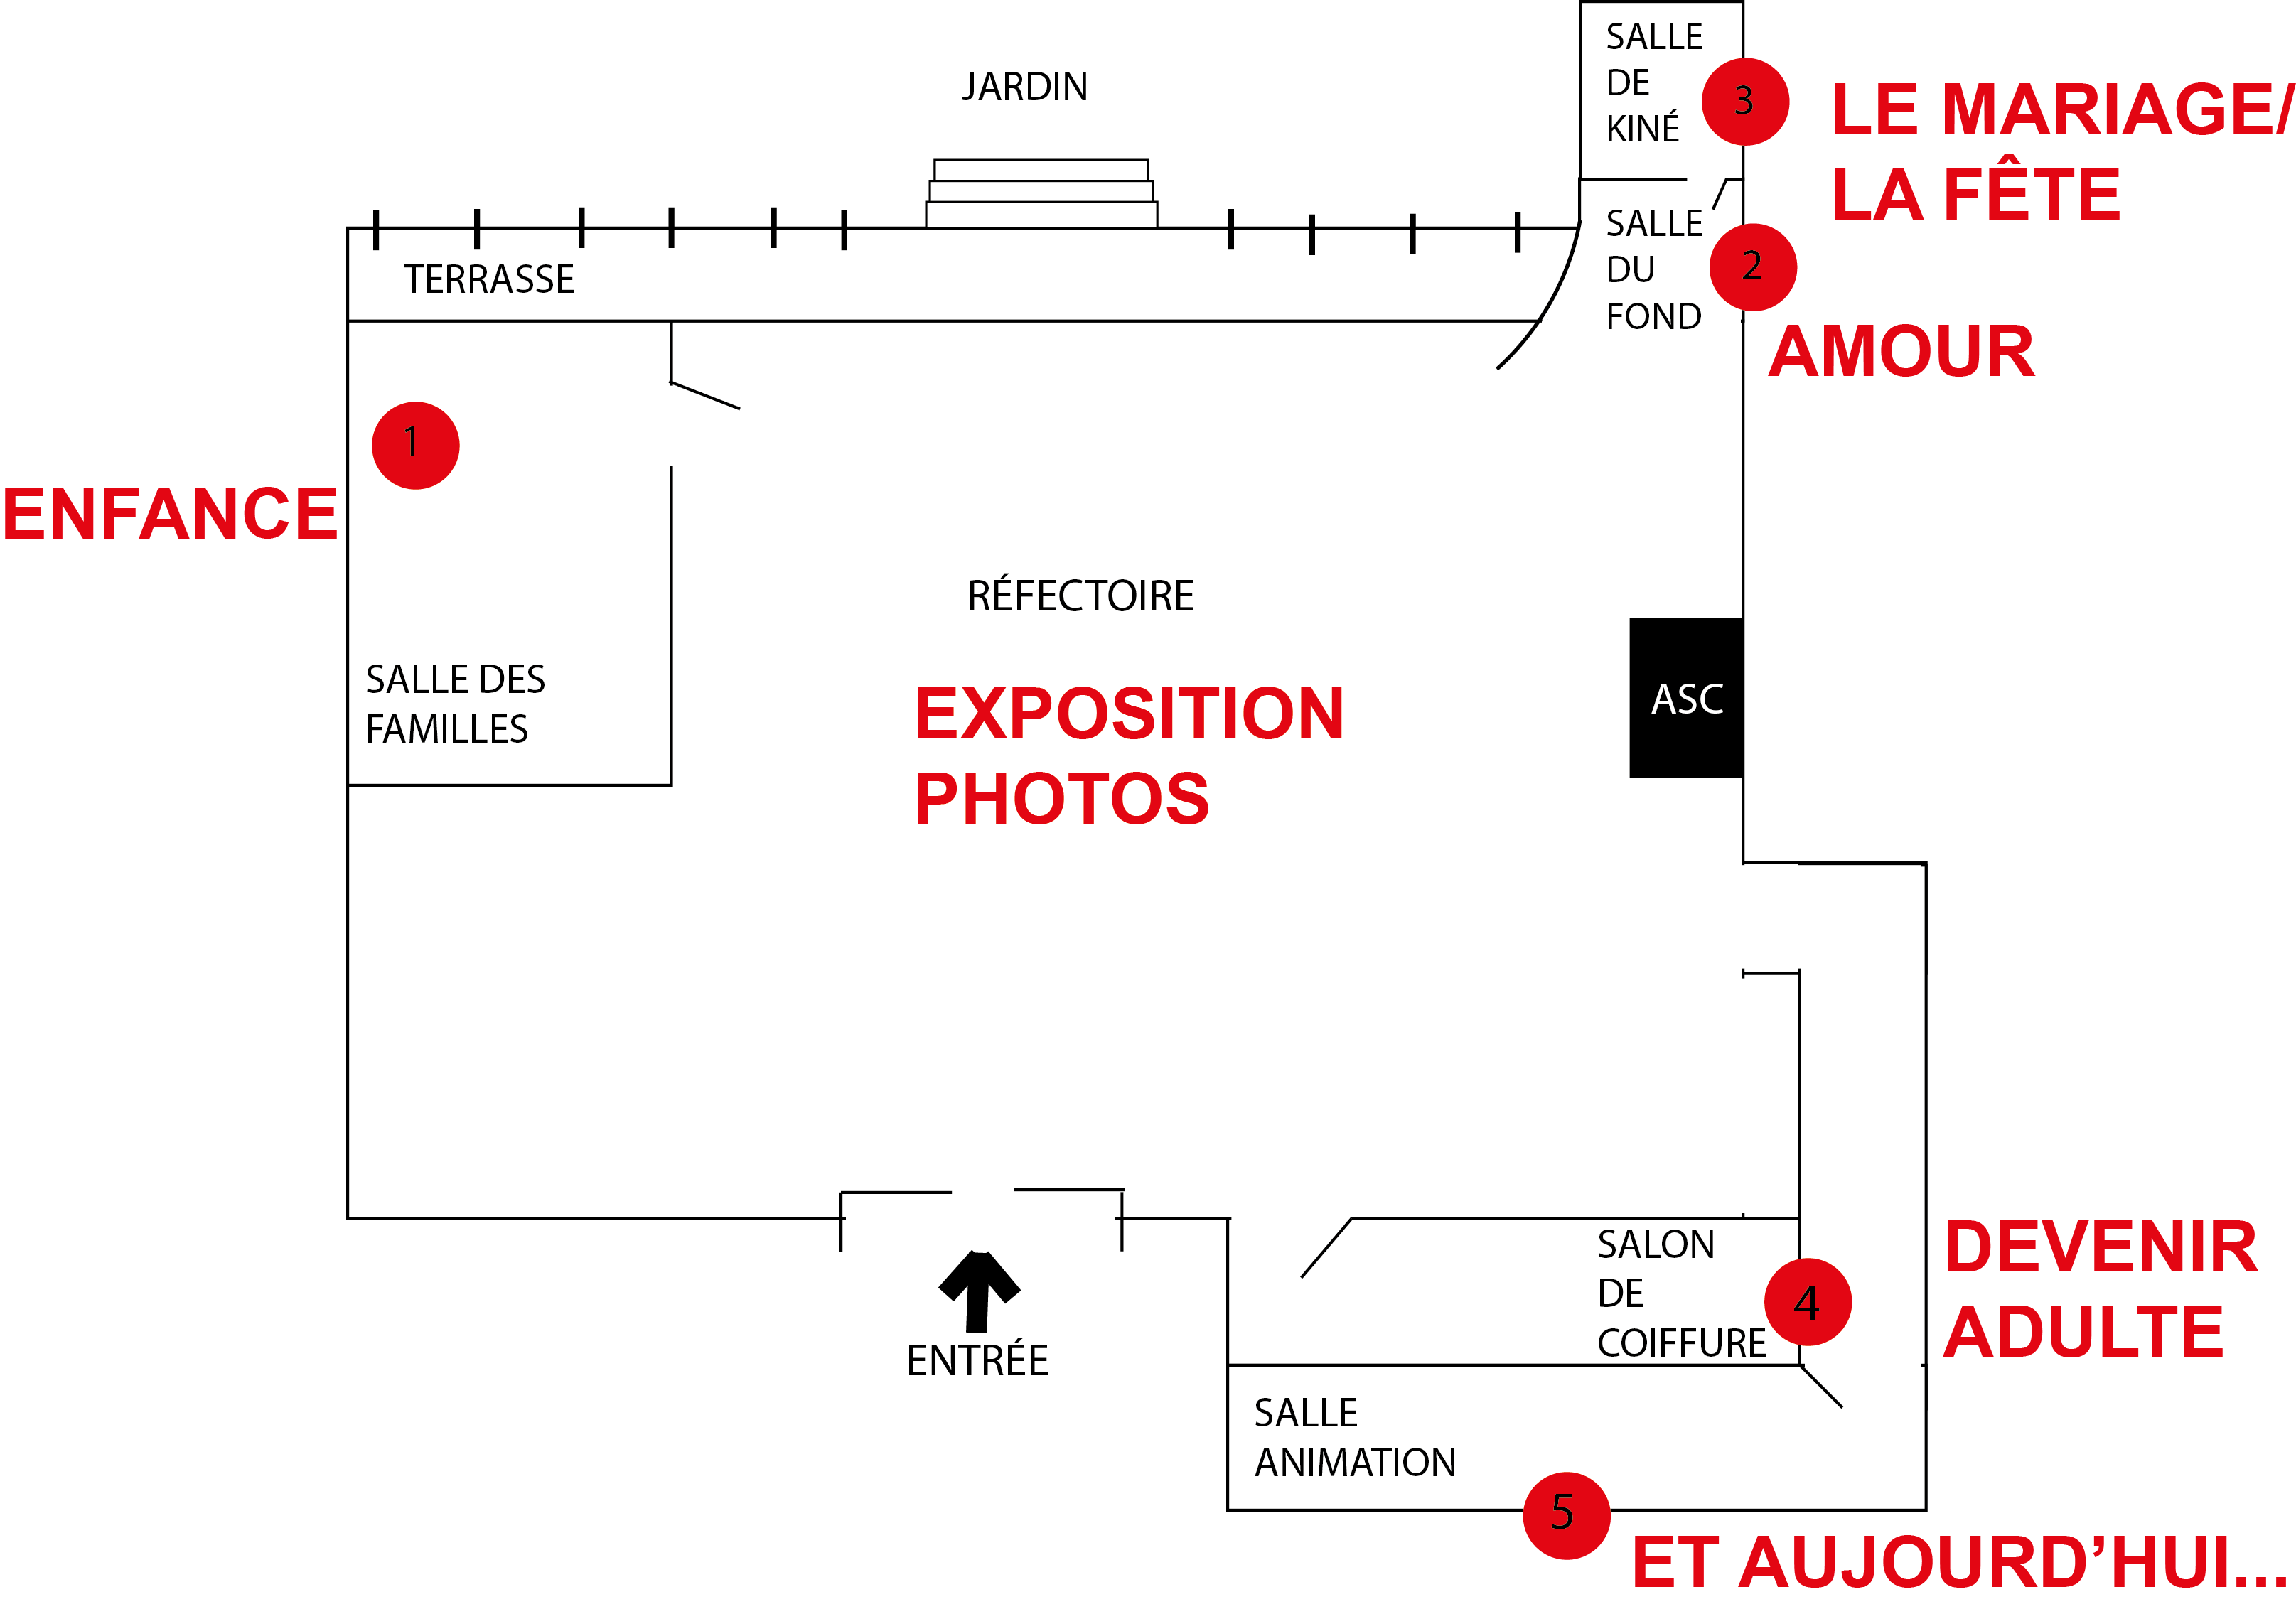 JARDIN
SALLE
DE
KINÉ
3
LE MARIAGE/
LA FÊTE
TERRASSE
SALLE
DU
FOND
2
AMOUR
1
ENFANCE
RÉFECTOIRE
EXPOSITION
PHOTOS
SALLE DES
FAMILLES
ASC
ENTRÉE
SALON
DE
COIFFURE
4
DEVENIR
ADULTE
SALLE
ANIMATION
5
ET AUJOURD’HUI...